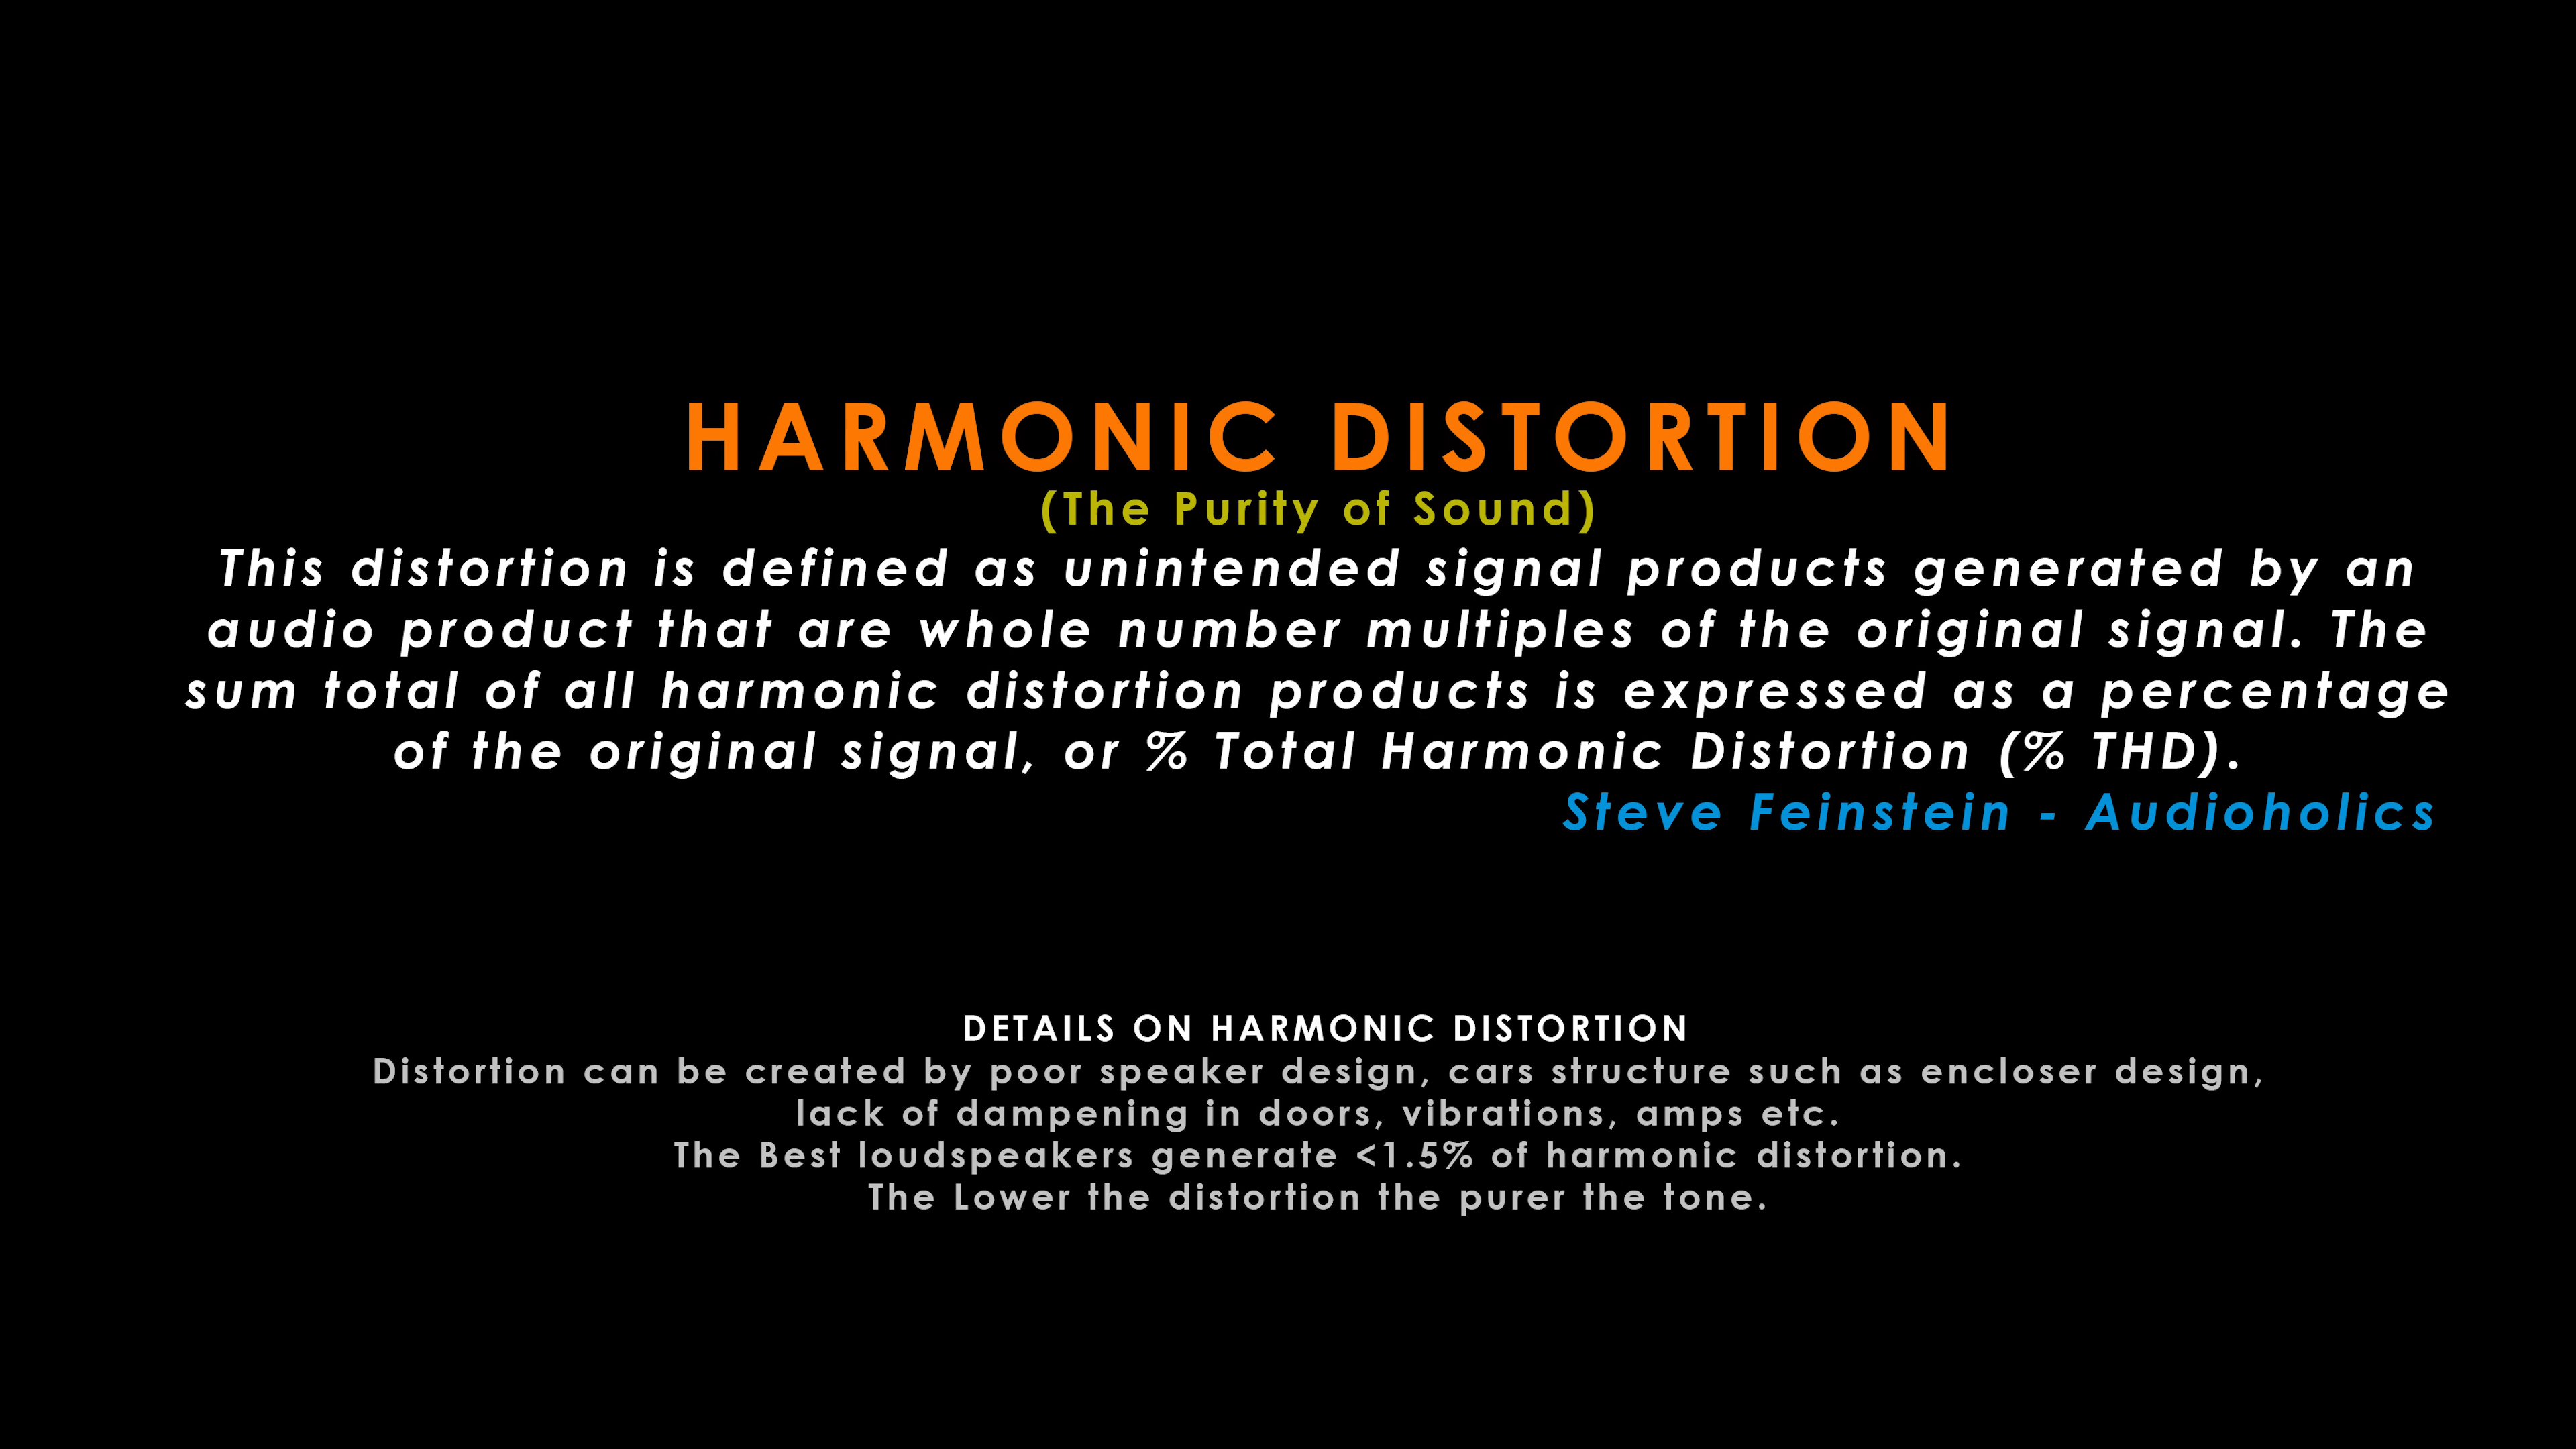 HARMONIC DISTORTION
(The Purity of Sound)
This distortion is defined as unintended signal products generated by an
audio product that are whole number multiples of the original signal. The
sum total of all harmonic distortion products is expressed as a percentage
of the original signal, or % Total Harmonic Distortion (% THD).
Steve Feinstein - Audioholics
DETAILS ON HARMONIC DISTORTION
Distortion can be created by poor speaker design, cars structure such as encloser design,
lack of dampening in doors, vibrations, amps etc.
The Best loudspeakers generate <1.5% of harmonic distortion.
The Lower the distortion the purer the tone.